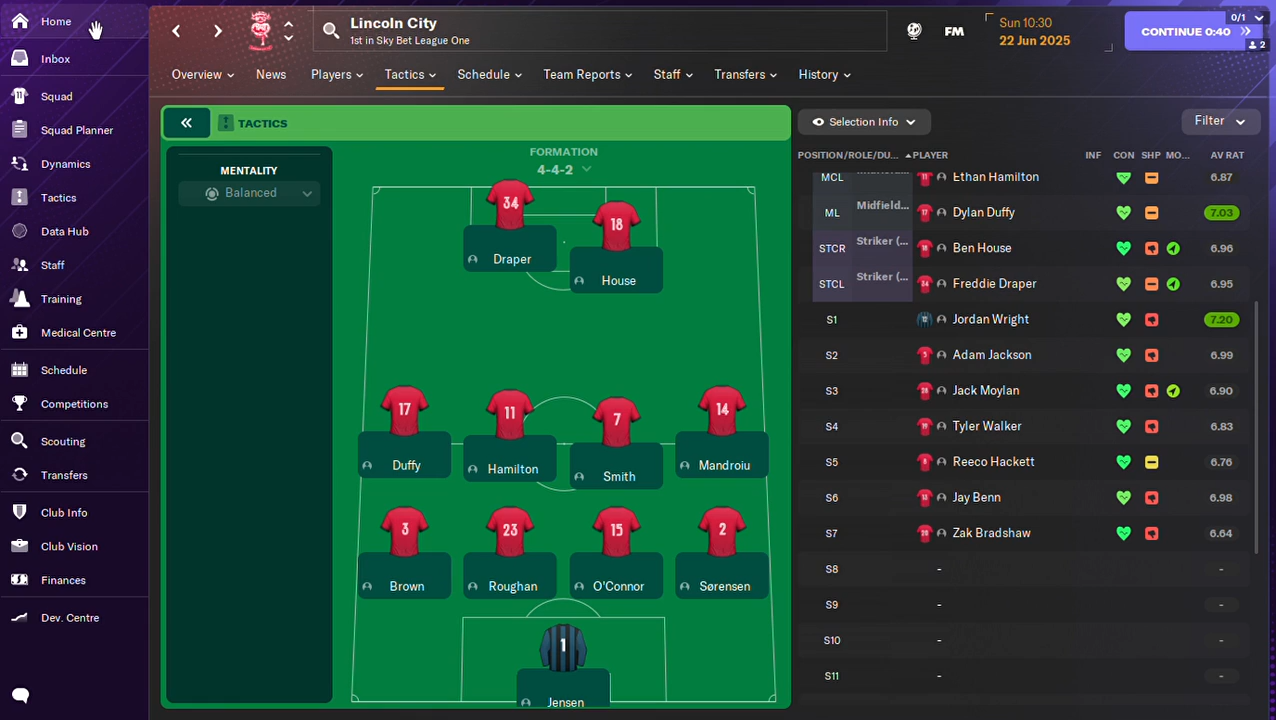 Home
Inbox
Squad
Squad Planner
Dynamics
Tactics
Data Hub
Staff
Training
Medical Centre
Schedule
Competitions
Scouting
Transfers
Club Info
Club Vision
Finances
Dev. Centre
Lincoln City
1st in Sky Bet League One
FM
Sun 10:30
22 Jun 2025
CONTINUE 0:40
0/1
2
Overview News Players Tactics Schedule Team Reports Staff Transfers History
TACTICS
MENTALITY
Balanced
FORMATION
4-4-2
34
Draper
18
House
17
Duffy
11
Hamilton
7
Smith
14
Mandroiu
3
Brown
23
Roughan
15
O'Connor
2
Sørensen
1
Jensen
Selection Info
Filter
POSITION/ROLE/DU... PLAYER INF CON SHP MO... AV RAT
MCL 11 Ethan Hamilton 6.87
ML Midfield... 17 Dylan Duffy 7.03
STCR Striker (... 18 Ben House 6.96
STCL Striker (... 34 Freddie Draper 6.95
S1 Jordan Wright 7.20
S2 5 Adam Jackson 6.99
S3 Jack Moylan 6.90
S4 Tyler Walker 6.83
S5 Reeco Hackett 6.76
S6 Jay Benn 6.98
S7 Zak Bradshaw 6.64
S8 - -
S9 - -
S10 - -
S11 - -